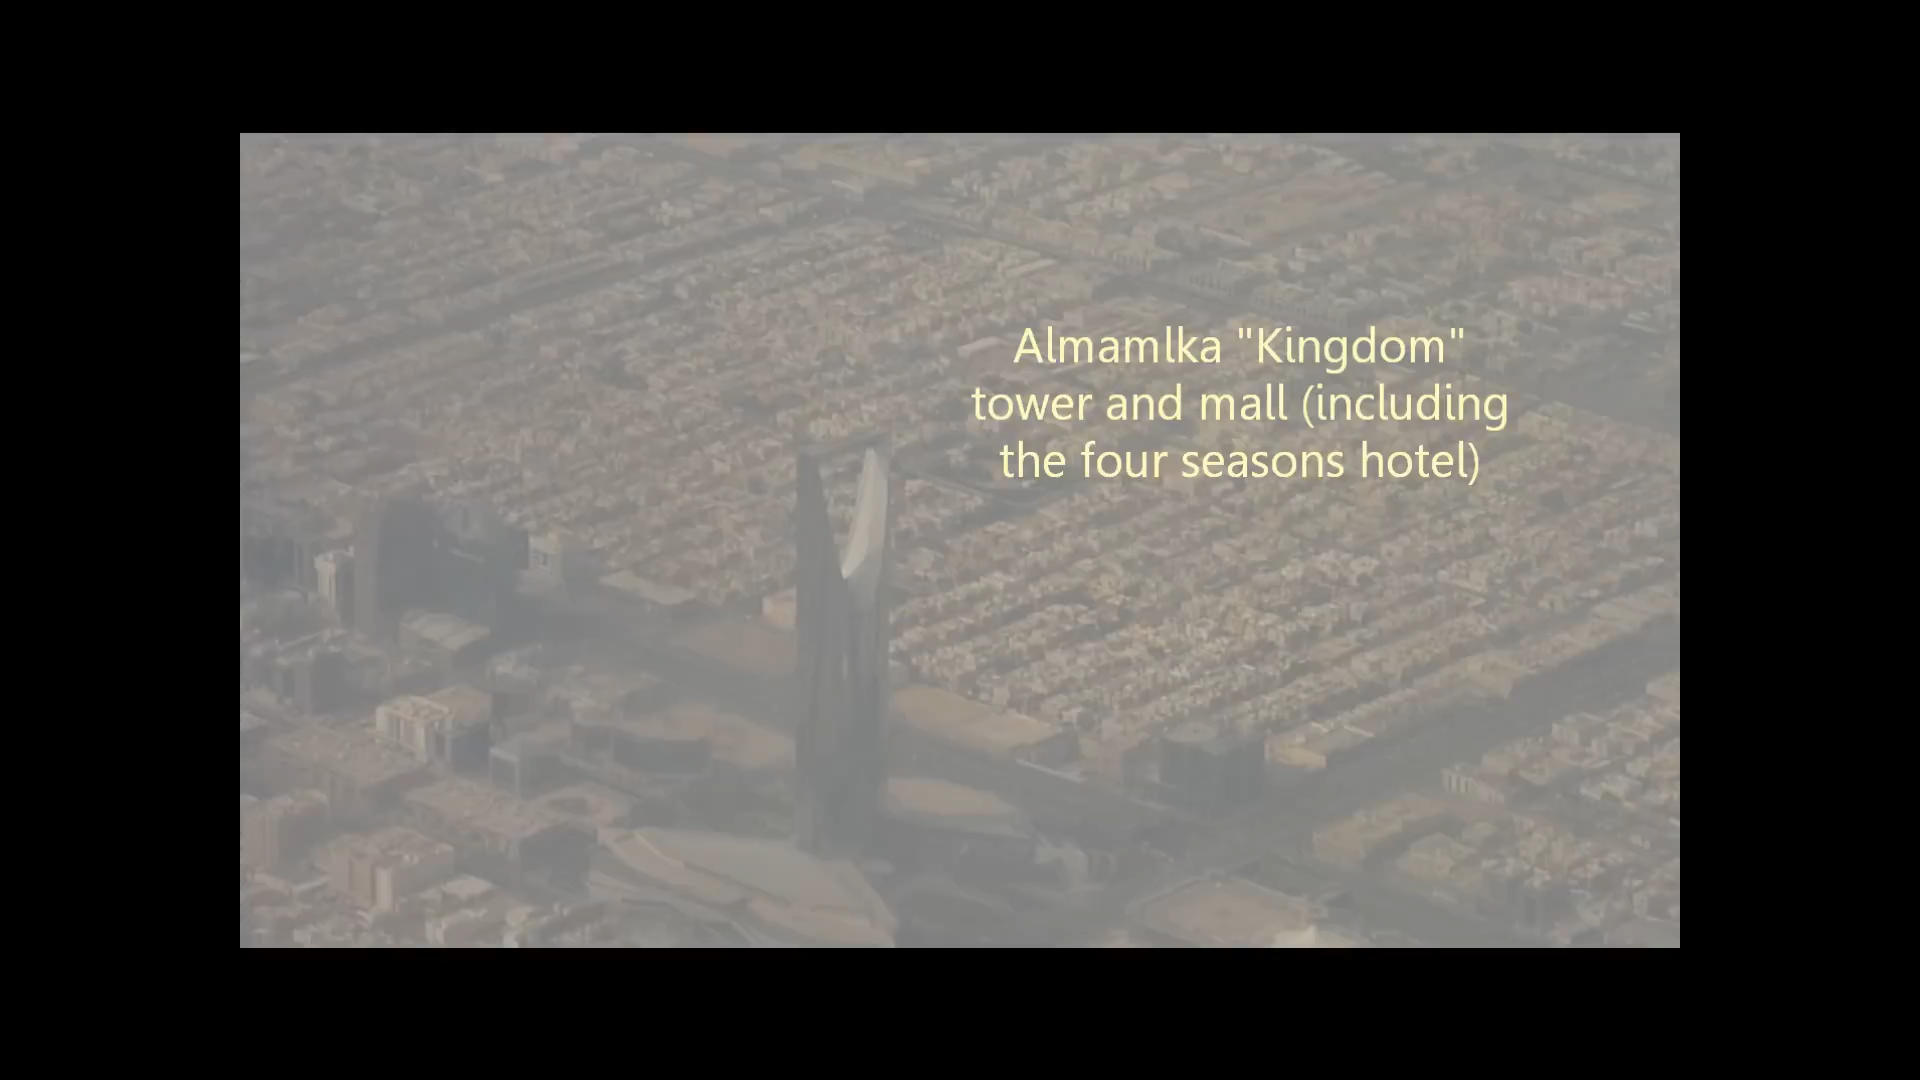 Almamlka "Kingdom"
tower and mall (including
the four seasons hotel)